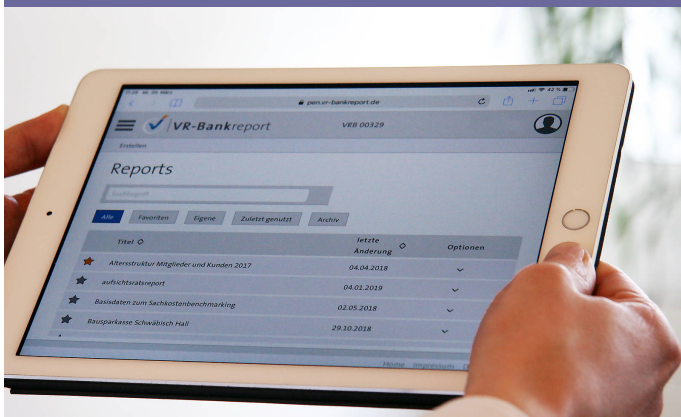 pen.vr-bankreport.de
VR-Bankreport VRB 00329
Erstellen
Reports
Suchbegriff
Alle Favoriten Eigene Zuletzt genutzt Archiv
Titel letzte Änderung Optionen
Altersstruktur Mitglieder und Kunden 2017 04.04.2018
aufsichtsratsreport 04.01.2019
Basisdaten zum Sachkostenbenchmarking 02.05.2018
Bausparkasse Schwäbisch Hall 29.10.2018
Home Impressum